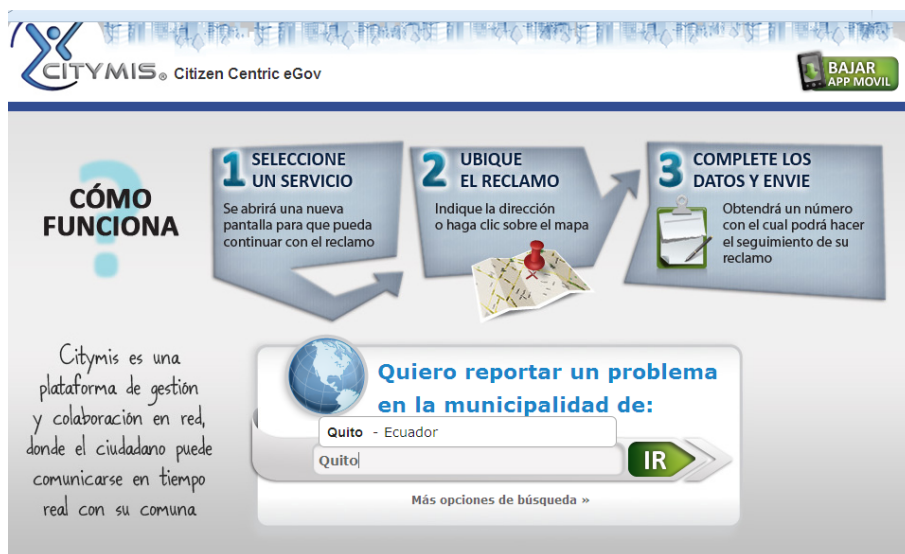 CITYMIS® Citizen Centric eGov
BAJAR
APP MOVIL
CÓMO
FUNCIONA
1 SELECCIONE
UN SERVICIO
Se abrirá una nueva
pantalla para que pueda
continuar con el reclamo
2 UBIQUE
EL RECLAMO
Indique la dirección
o haga clic sobre el mapa
3 COMPLETE LOS
DATOS Y ENVIE
Obtendrá un número
con el cual podrá hacer
el seguimiento de su
reclamo
Citymis es una
plataforma de gestión
y colaboración en red,
donde el ciudadano puede
comunicarse en tiempo
real con su comuna
Quiero reportar un problema
en la municipalidad de:
Quito - Ecuador
Quito
IR
Más opciones de búsqueda »